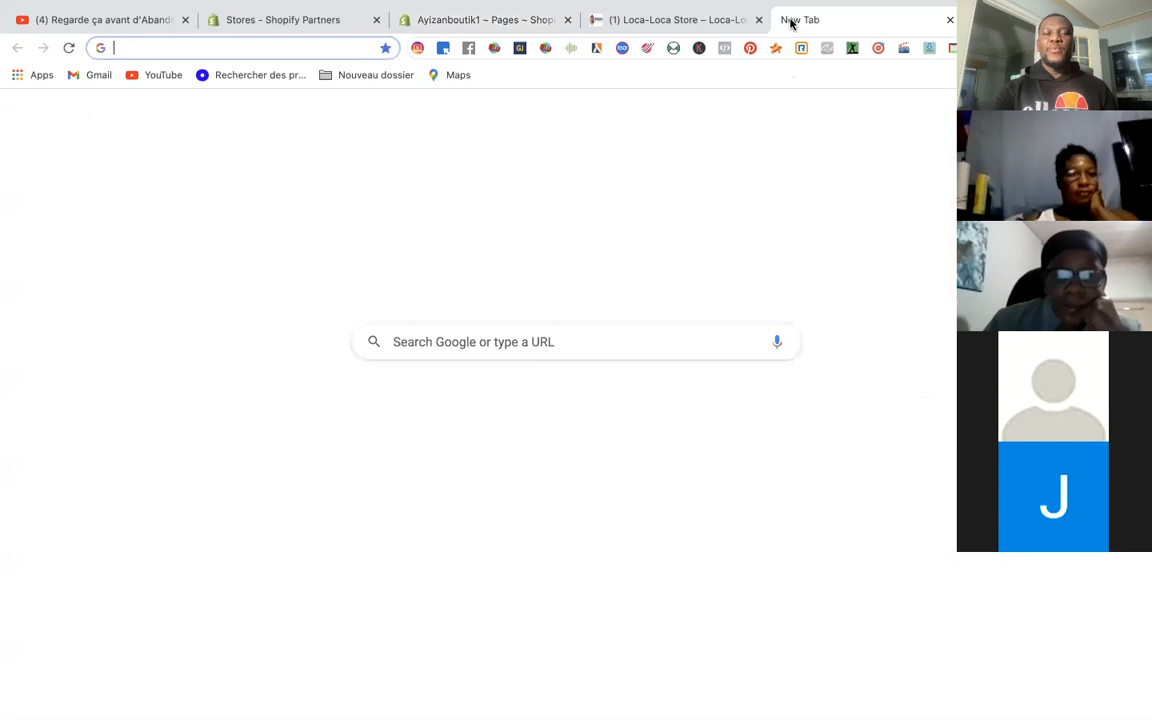 (4) Regarde ça avant d'Aband
Stores - Shopify Partners
Ayizanboutik1 ~ Pages ~ Shopi
(1) Loca-Loca Store – Loca-Lo
New Tab
Apps
Gmail
YouTube
Rechercher des pr...
Nouveau dossier
Maps
Search Google or type a URL
J